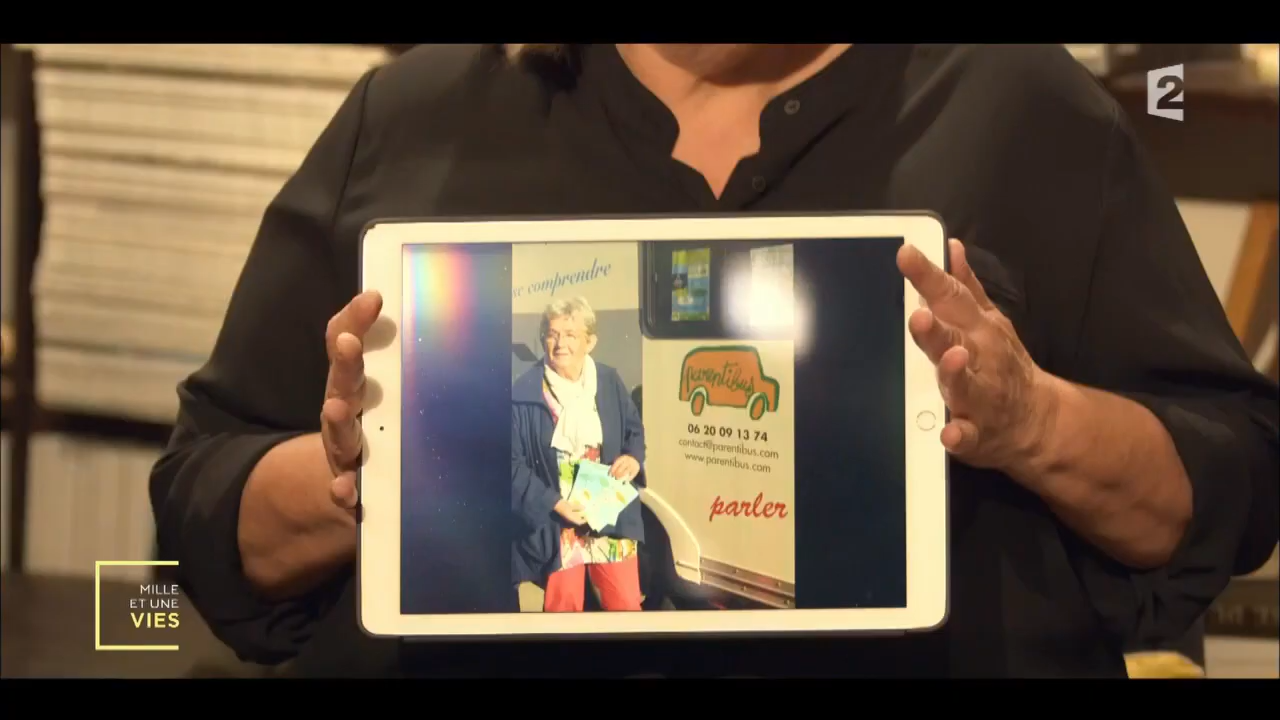 2
se comprendre
parentibus
06 20 09 13 74
contact@parentibus.com
www.parentibus.com
parler
MILLE
ET UNE
VIES